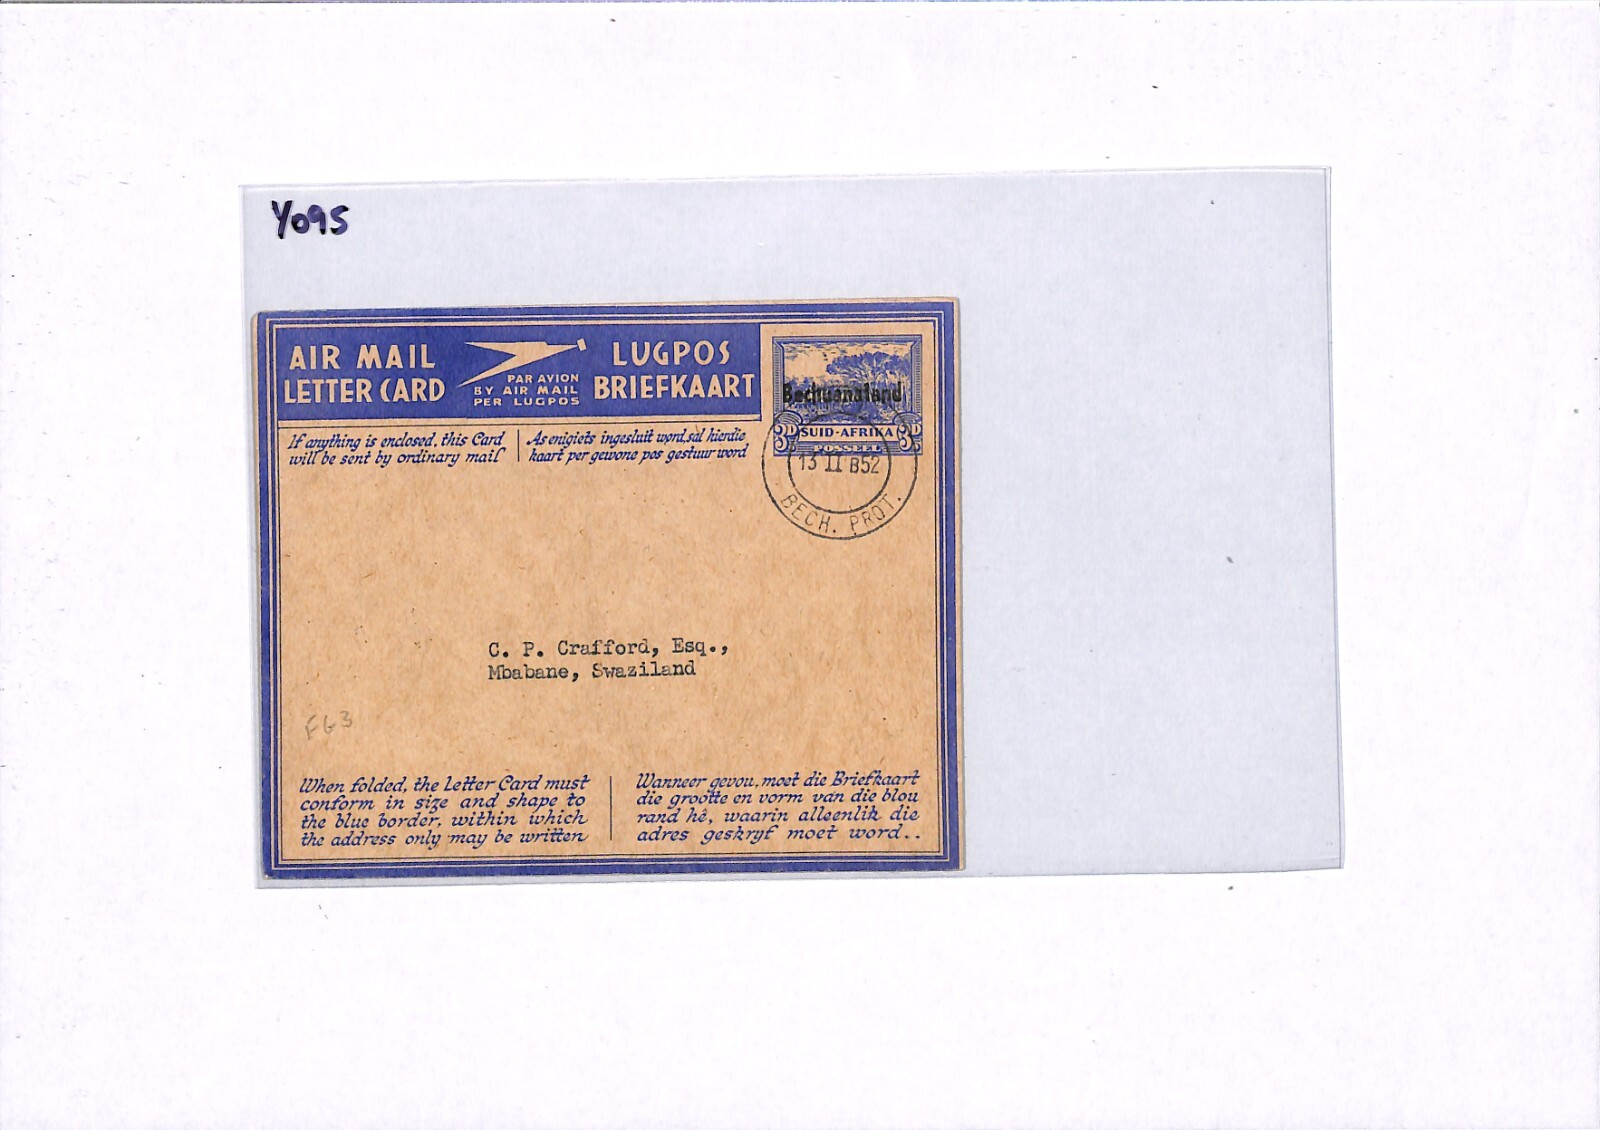 Y095
AIR MAIL
LETTER CARD
PAR AVION
BY AIR MAIL
PER LUGPOS
LUGPOS
BRIEFKAART
Bechuanaland
3D SUID-AFRIKA 3D
POSSEËL
13 II B52
BECH. PROT.
If anything is enclosed, this Card
will be sent by ordinary mail
As enigiets ingesluit word, sal hierdie
kaart per gewone pos gestuur word
C. P. Crafford, Esq.,
Mbabane, Swaziland
FG3
When folded, the Letter Card must
conform in size and shape to
the blue border, within which
the address only may be written
Wanneer gevou, moet die Briefkaart
die grootte en vorm van die blou
rand hê, waarin alleenlik die
adres geskryf moet word..